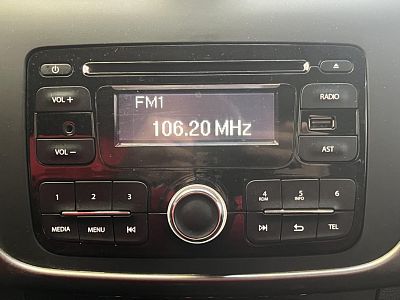 VOL +
FM1
RADIO
106.20 MHz
VOL −
AST
1 2 3
4 5 6
RDM INFO
MEDIA MENU
TEL